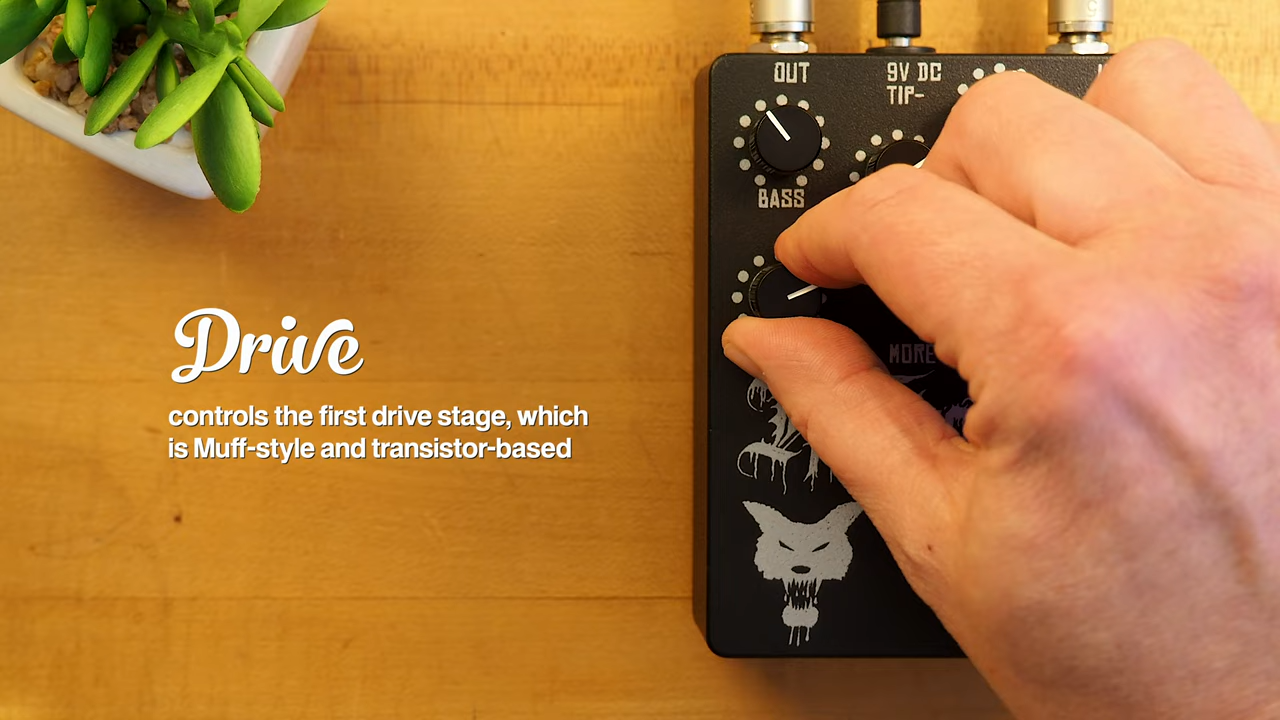 OUT
9V DC
TIP-
BASS
Drive
controls the first drive stage, which
is Muff-style and transistor-based
MORE